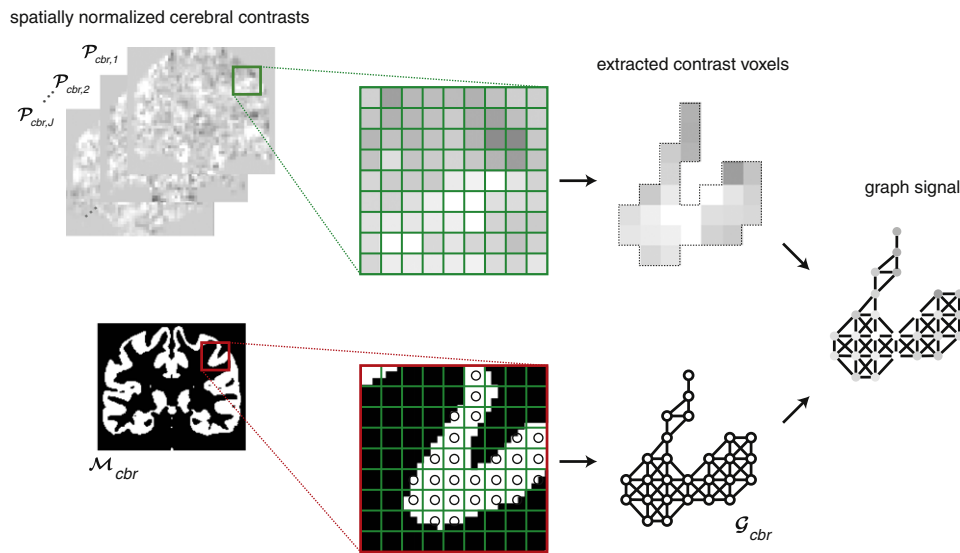 spatially normalized cerebral contrasts
𝒫cbr,1
𝒫cbr,2
𝒫cbr,J
extracted contrast voxels
graph signal
ℳcbr
𝒢cbr